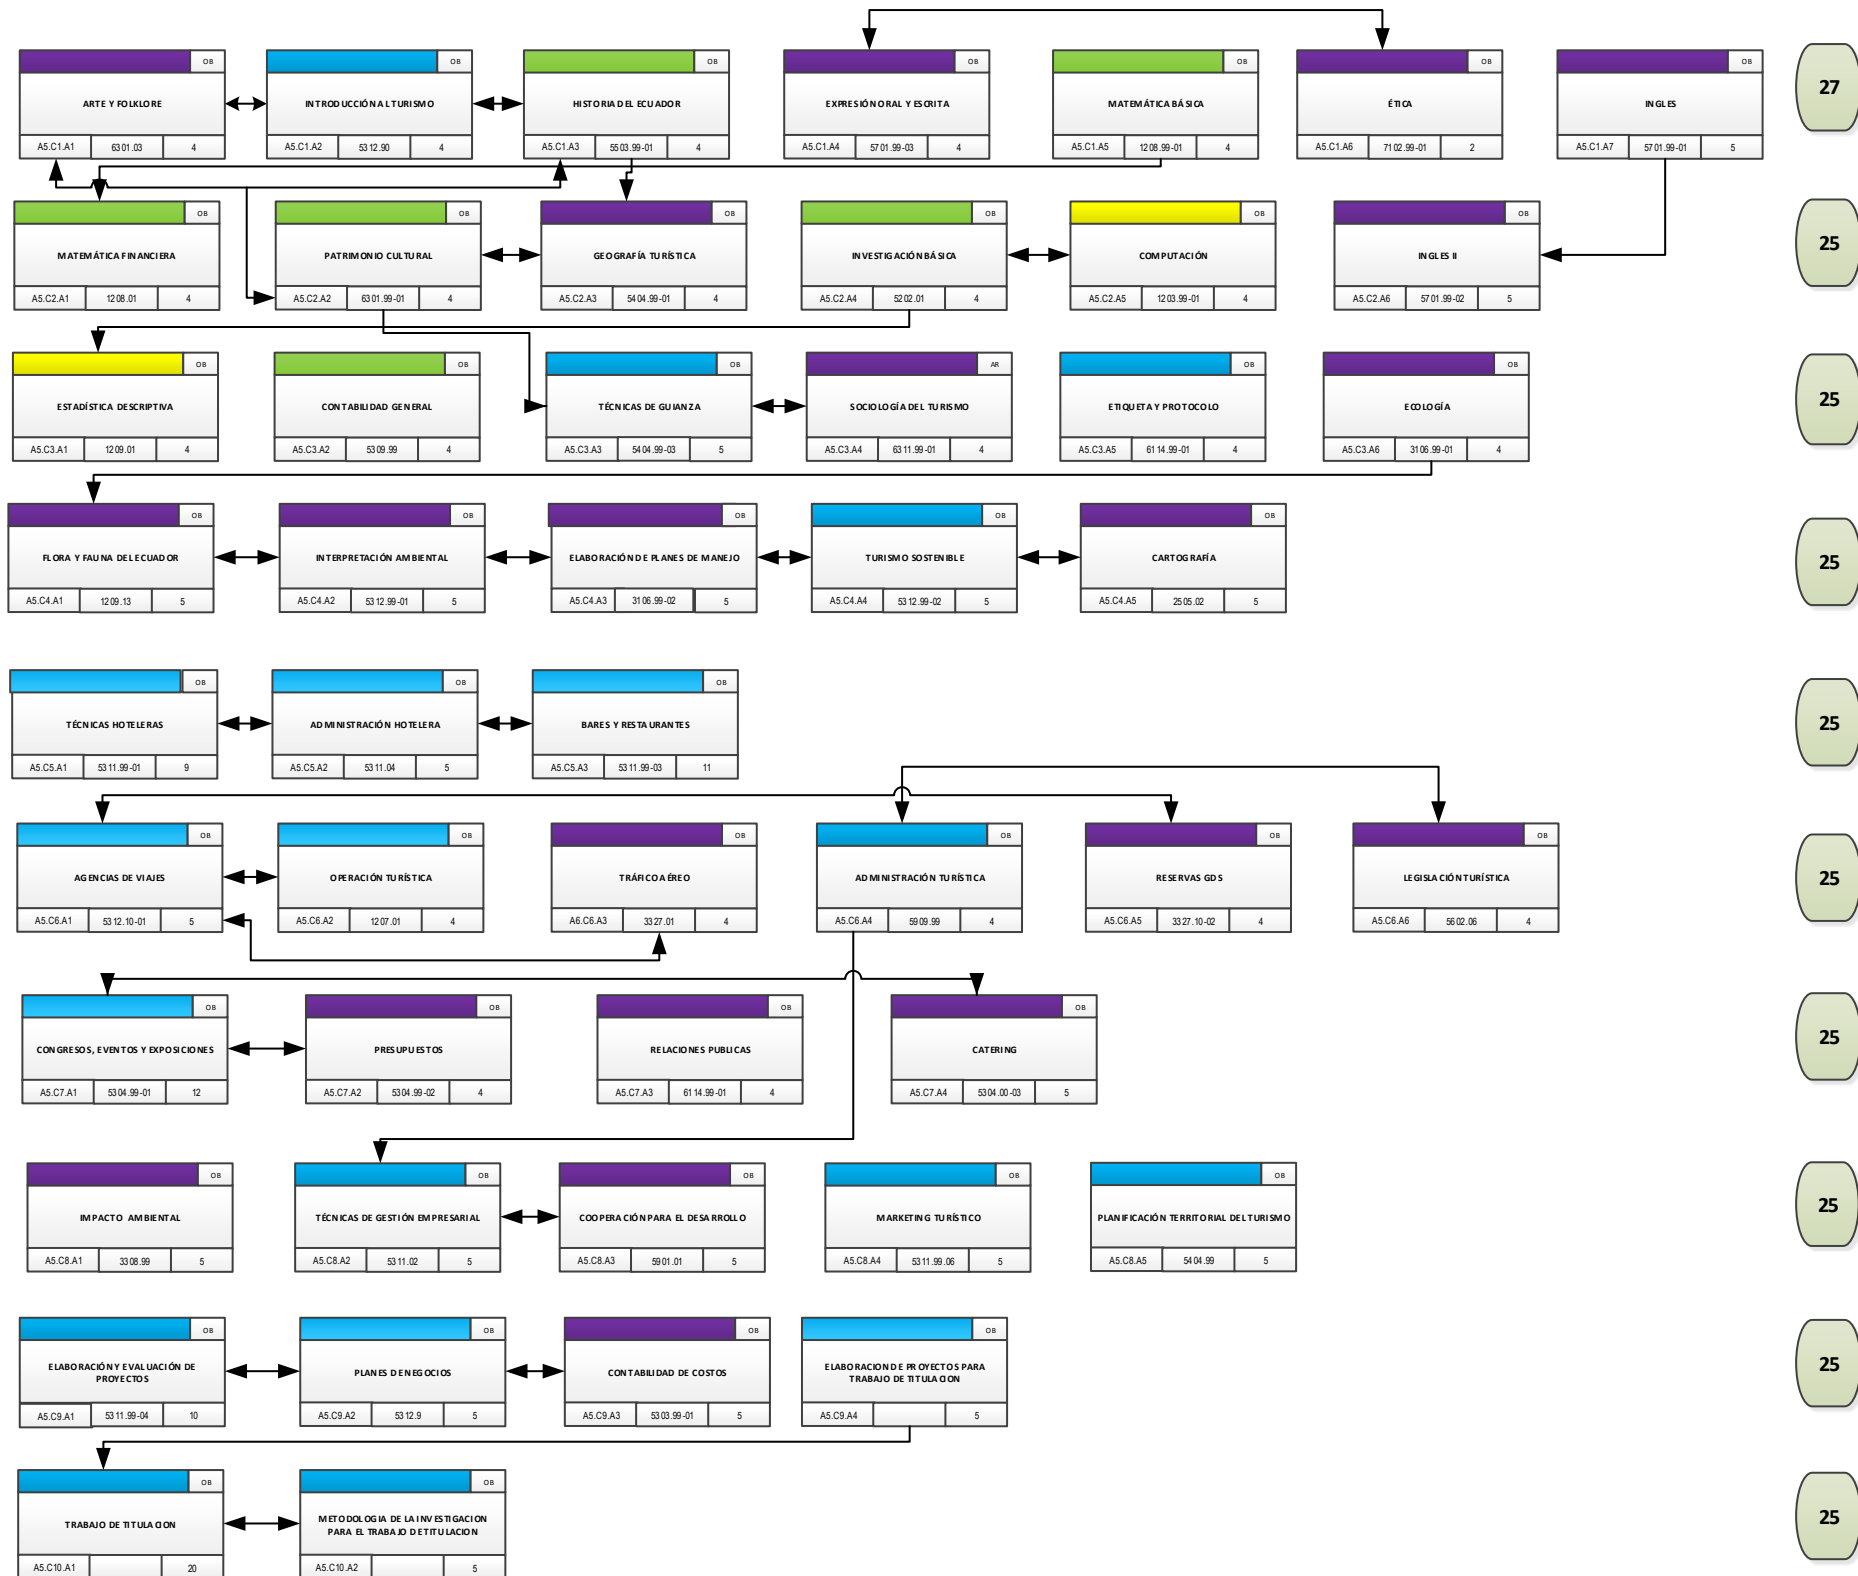 OB OB OB OB OB OB OB
ARTE Y FOLKLORE INTRODUCCIÓN AL TURISMO HISTORIA DEL ECUADOR EXPRESIÓN ORAL Y ESCRITA MATEMÁTICA BÁSICA ÉTICA INGLES 27
A5.C1.A1 6301.03 4 A5.C1.A2 5312.90 4 A5.C1.A3 5503.99-01 4 A5.C1.A4 5701.99-03 4 A5.C1.A5 1208.99-01 4 A5.C1.A6 7102.99-01 2 A5.C1.A7 5701.99-01 5
OB OB OB OB OB OB
MATEMÁTICA FINANCIERA PATRIMONIO CULTURAL GEOGRAFÍA TURÍSTICA INVESTIGACIÓN BÁSICA COMPUTACIÓN INGLES II 25
A5.C2.A1 1208.01 4 A5.C2.A2 6301.99-01 4 A5.C2.A3 5404.99-01 4 A5.C2.A4 5202.01 4 A5.C2.A5 1203.99-01 4 A5.C2.A6 5701.99-02 5
OB OB OB AR OB OB
ESTADÍSTICA DESCRIPTIVA CONTABILIDAD GENERAL TÉCNICAS DE GUIANZA SOCIOLOGÍA DEL TURISMO ETIQUETA Y PROTOCOLO ECOLOGÍA 25
A5.C3.A1 1209.01 4 A5.C3.A2 5309.99 4 A5.C3.A3 5404.99-03 5 A5.C3.A4 6311.99-01 4 A5.C3.A5 6114.99-01 4 A5.C3.A6 3106.99-01 4
OB OB OB OB OB
FLORA Y FAUNA DEL ECUADOR INTERPRETACIÓN AMBIENTAL ELABORACIÓN DE PLANES DE MANEJO TURISMO SOSTENIBLE CARTOGRAFÍA 25
A5.C4.A1 1209.13 5 A5.C4.A2 5312.99-01 5 A5.C4.A3 3106.99-02 5 A5.C4.A4 5312.99-02 5 A5.C4.A5 2505.02 5
OB OB OB
TÉCNICAS HOTELERAS ADMINISTRACIÓN HOTELERA BARES Y RESTAURANTES 25
A5.C5.A1 5311.99-01 9 A5.C5.A2 5311.04 5 A5.C5.A3 5311.99-03 11
OB OB OB OB OB OB
AGENCIAS DE VIAJES OPERACIÓN TURÍSTICA TRÁFICO AÉREO ADMINISTRACIÓN TURÍSTICA RESERVAS GDS LEGISLACIÓN TURÍSTICA 25
A5.C6.A1 5312.10-01 5 A5.C6.A2 1207.01 4 A6.C6.A3 3327.01 4 A5.C6.A4 5909.99 4 A5.C6.A5 3327.10-02 4 A5.C6.A6 5602.06 4
OB OB OB OB
CONGRESOS, EVENTOS Y EXPOSICIONES PRESUPUESTOS RELACIONES PUBLICAS CATERING 25
A5.C7.A1 5304.99-01 12 A5.C7.A2 5304.99-02 4 A5.C7.A3 6114.99-01 4 A5.C7.A4 5304.00-03 5
OB OB OB OB OB
IMPACTO AMBIENTAL TÉCNICAS DE GESTIÓN EMPRESARIAL COOPERACIÓN PARA EL DESARROLLO MARKETING TURÍSTICO PLANIFICACIÓN TERRITORIAL DEL TURISMO 25
A5.C8.A1 3308.99 5 A5.C8.A2 5311.02 5 A5.C8.A3 5901.01 5 A5.C8.A4 5311.99.06 5 A5.C8.A5 5404.99 5
OB OB OB OB
ELABORACIÓN Y EVALUACIÓN DE PROYECTOS PLANES DE NEGOCIOS CONTABILIDAD DE COSTOS ELABORACION DE PROYECTOS PARA TRABAJO DE TITULACION 25
A5.C9.A1 5311.99-04 10 A5.C9.A2 5312.9 5 A5.C9.A3 5303.99-01 5 A5.C9.A4 5
OB OB
TRABAJO DE TITULACION METODOLOGIA DE LA INVESTIGACION PARA EL TRABAJO DE TITULACION 25
A5.C10.A1 20 A5.C10.A2 5